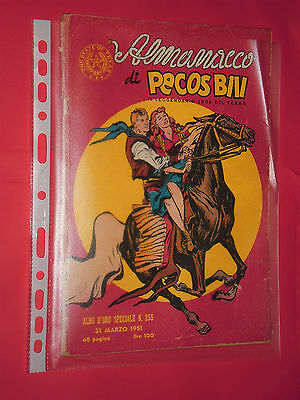 Almanacco
di PECOS BILL
LEGGENDARIO EROE DEL TEXAS
ALBO D'ORO SPECIALE N. 255
31 MARZO 1951
68 pagine lire 100